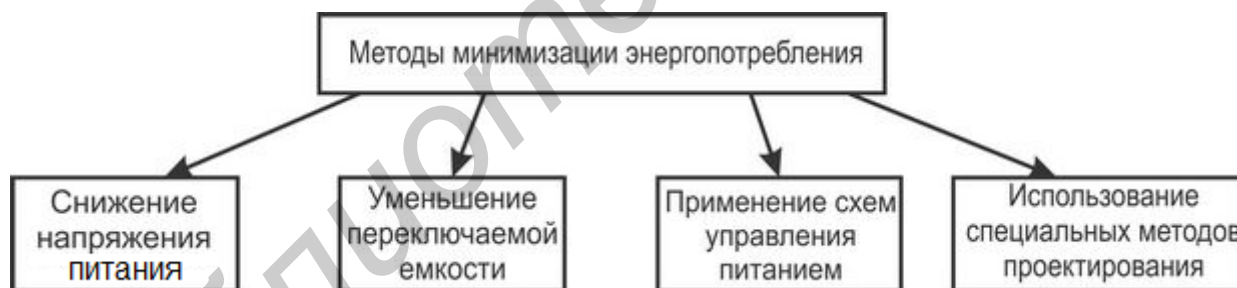 Методы минимизации энергопотребления
Снижение
напряжения
питания
Уменьшение
переключаемой
емкости
Применение схем
управления
питанием
Использование
специальных методов
проектирования